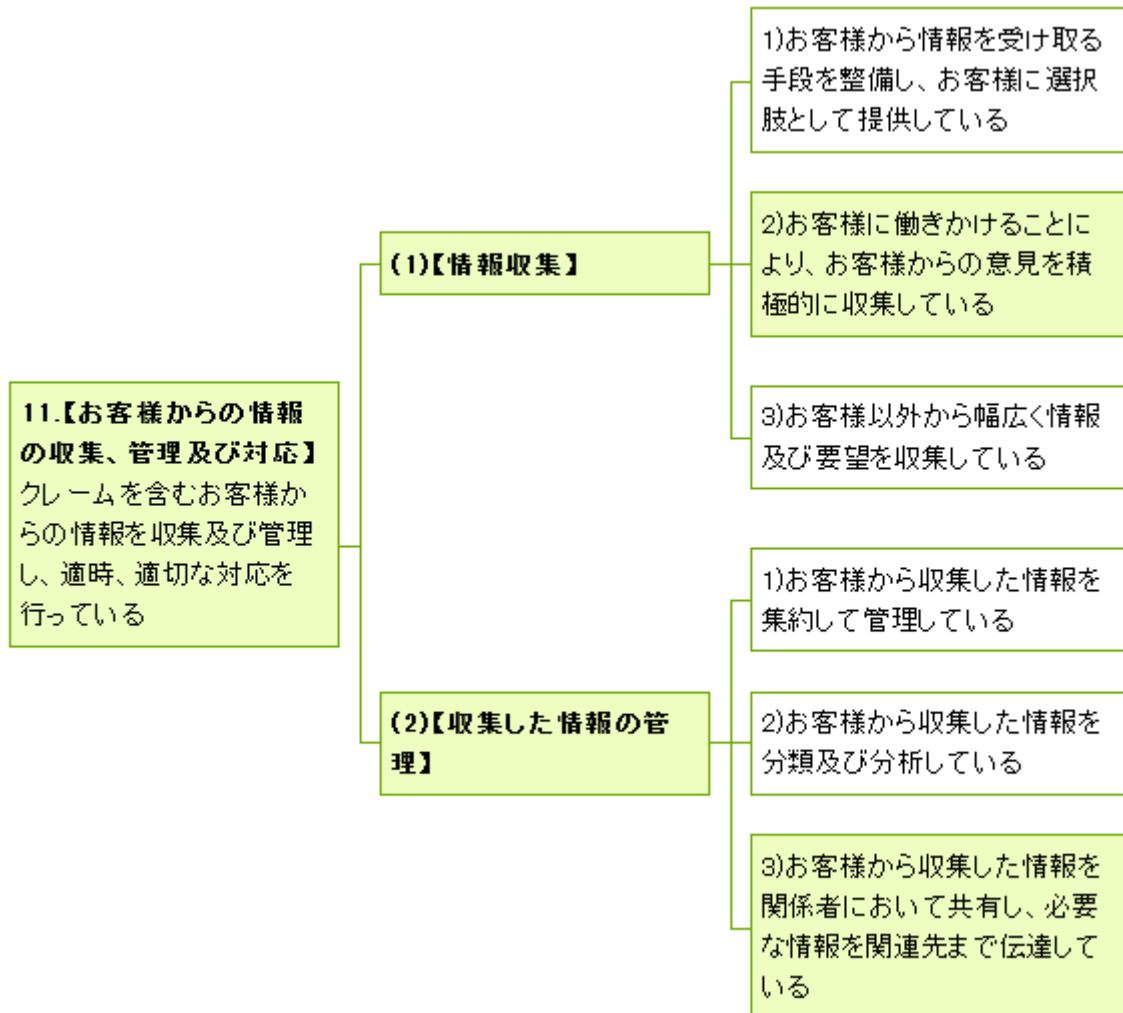 11.【お客様からの情報
の収集、管理及び対応】
クレームを含むお客様か
らの情報を収集及び管理
し、適時、適切な対応を
行っている
(1)【情報収集】
1)お客様から情報を受け取る
手段を整備し、お客様に選択
肢として提供している
2)お客様に働きかけることに
より、お客様からの意見を積
極的に収集している
3)お客様以外から幅広く情報
及び要望を収集している
(2)【収集した情報の管
理】
1)お客様から収集した情報を
集約して管理している
2)お客様から収集した情報を
分類及び分析している
3)お客様から収集した情報を
関係者において共有し、必要
な情報を関連先まで伝達して
いる